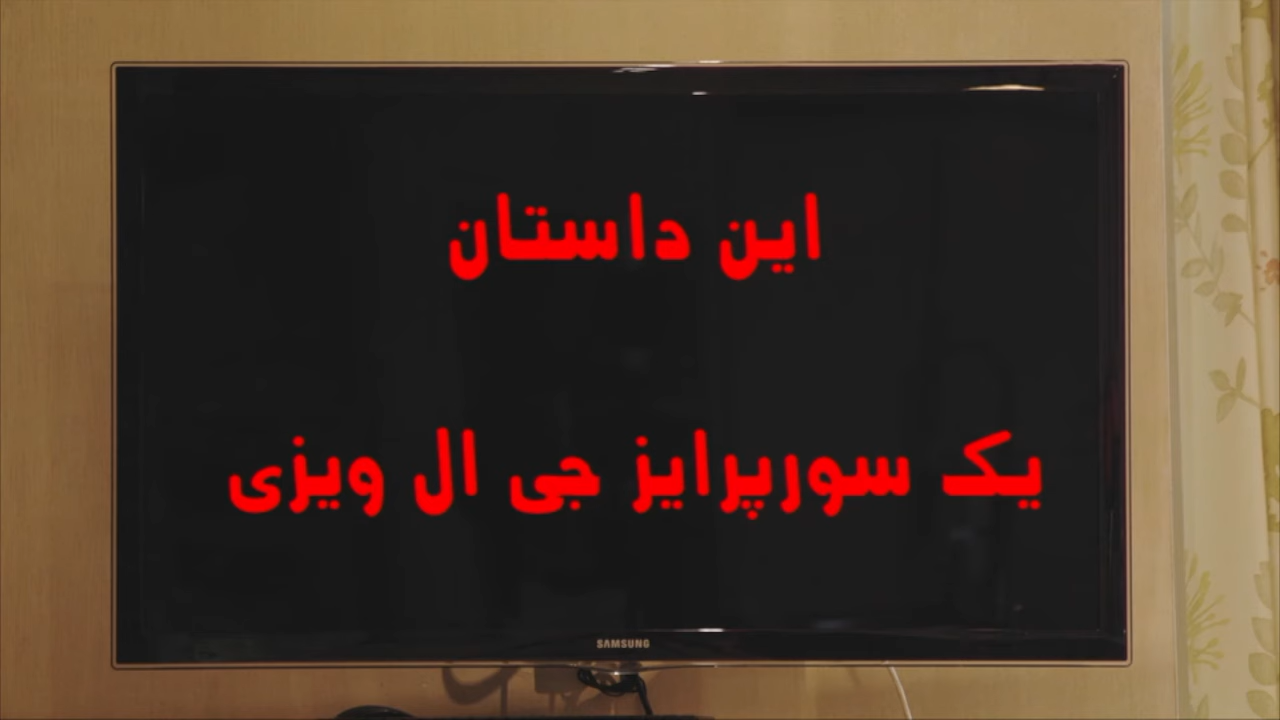 این داستان
یک سورپرایز جی ال ویزی
SAMSUNG